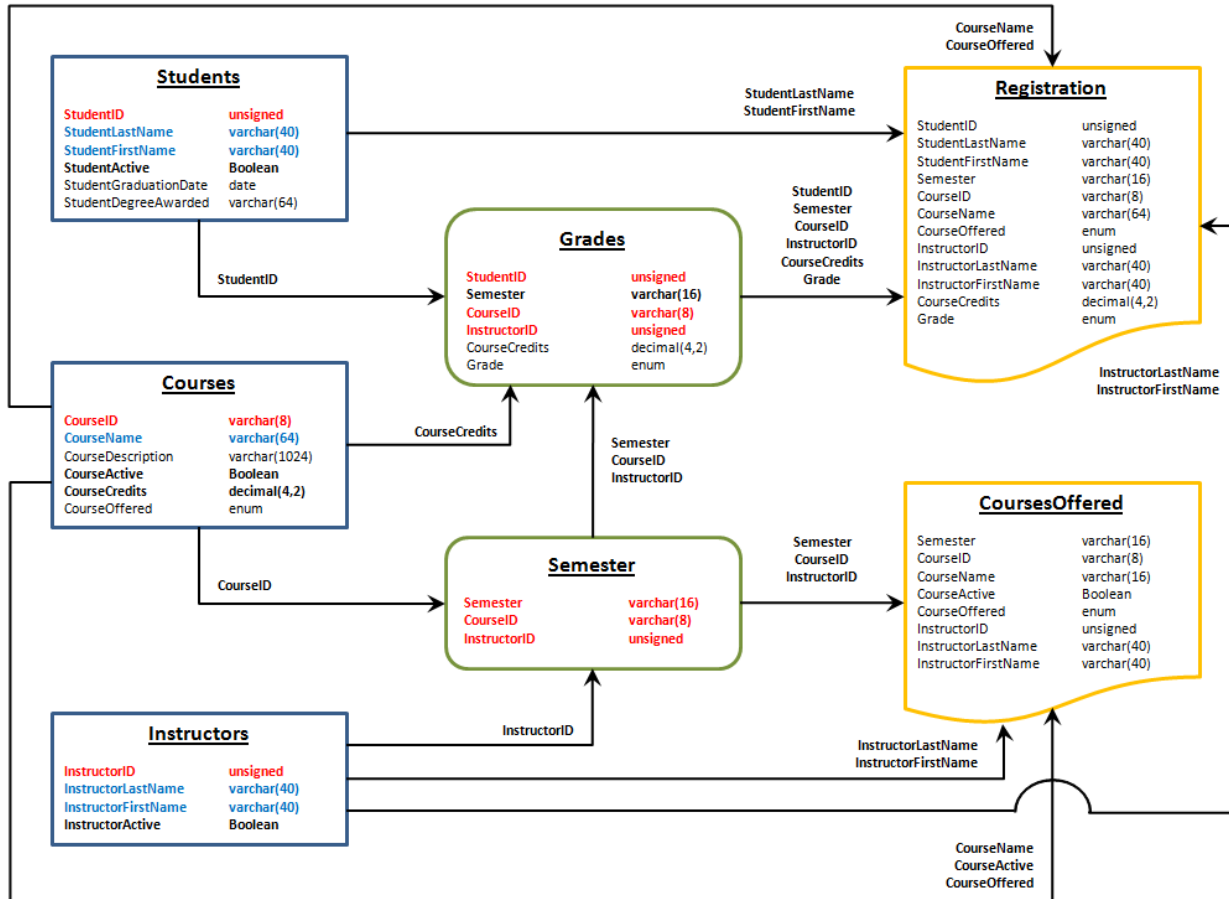 CourseName
CourseOffered
Students
StudentID unsigned
StudentLastName varchar(40)
StudentFirstName varchar(40)
StudentActive Boolean
StudentGraduationDate date
StudentDegreeAwarded varchar(64)
StudentLastName
StudentFirstName
Registration
StudentID unsigned
StudentLastName varchar(40)
StudentFirstName varchar(40)
Semester varchar(16)
CourseID varchar(8)
CourseName varchar(64)
CourseOffered enum
InstructorID unsigned
InstructorLastName varchar(40)
InstructorFirstName varchar(40)
CourseCredits decimal(4,2)
Grade enum
StudentID
Semester
CourseID
InstructorID
CourseCredits
Grade
StudentID
Grades
StudentID unsigned
Semester varchar(16)
CourseID varchar(8)
InstructorID unsigned
CourseCredits decimal(4,2)
Grade enum
InstructorLastName
InstructorFirstName
Courses
CourseID varchar(8)
CourseName varchar(64)
CourseDescription varchar(1024)
CourseActive Boolean
CourseCredits decimal(4,2)
CourseOffered enum
CourseCredits
Semester
CourseID
InstructorID
CourseID
Semester
Semester varchar(16)
CourseID varchar(8)
InstructorID unsigned
Semester
CourseID
InstructorID
CoursesOffered
Semester varchar(16)
CourseID varchar(8)
CourseName varchar(16)
CourseActive Boolean
CourseOffered enum
InstructorID unsigned
InstructorLastName varchar(40)
InstructorFirstName varchar(40)
Instructors
InstructorID unsigned
InstructorLastName varchar(40)
InstructorFirstName varchar(40)
InstructorActive Boolean
InstructorID
InstructorLastName
InstructorFirstName
CourseName
CourseActive
CourseOffered